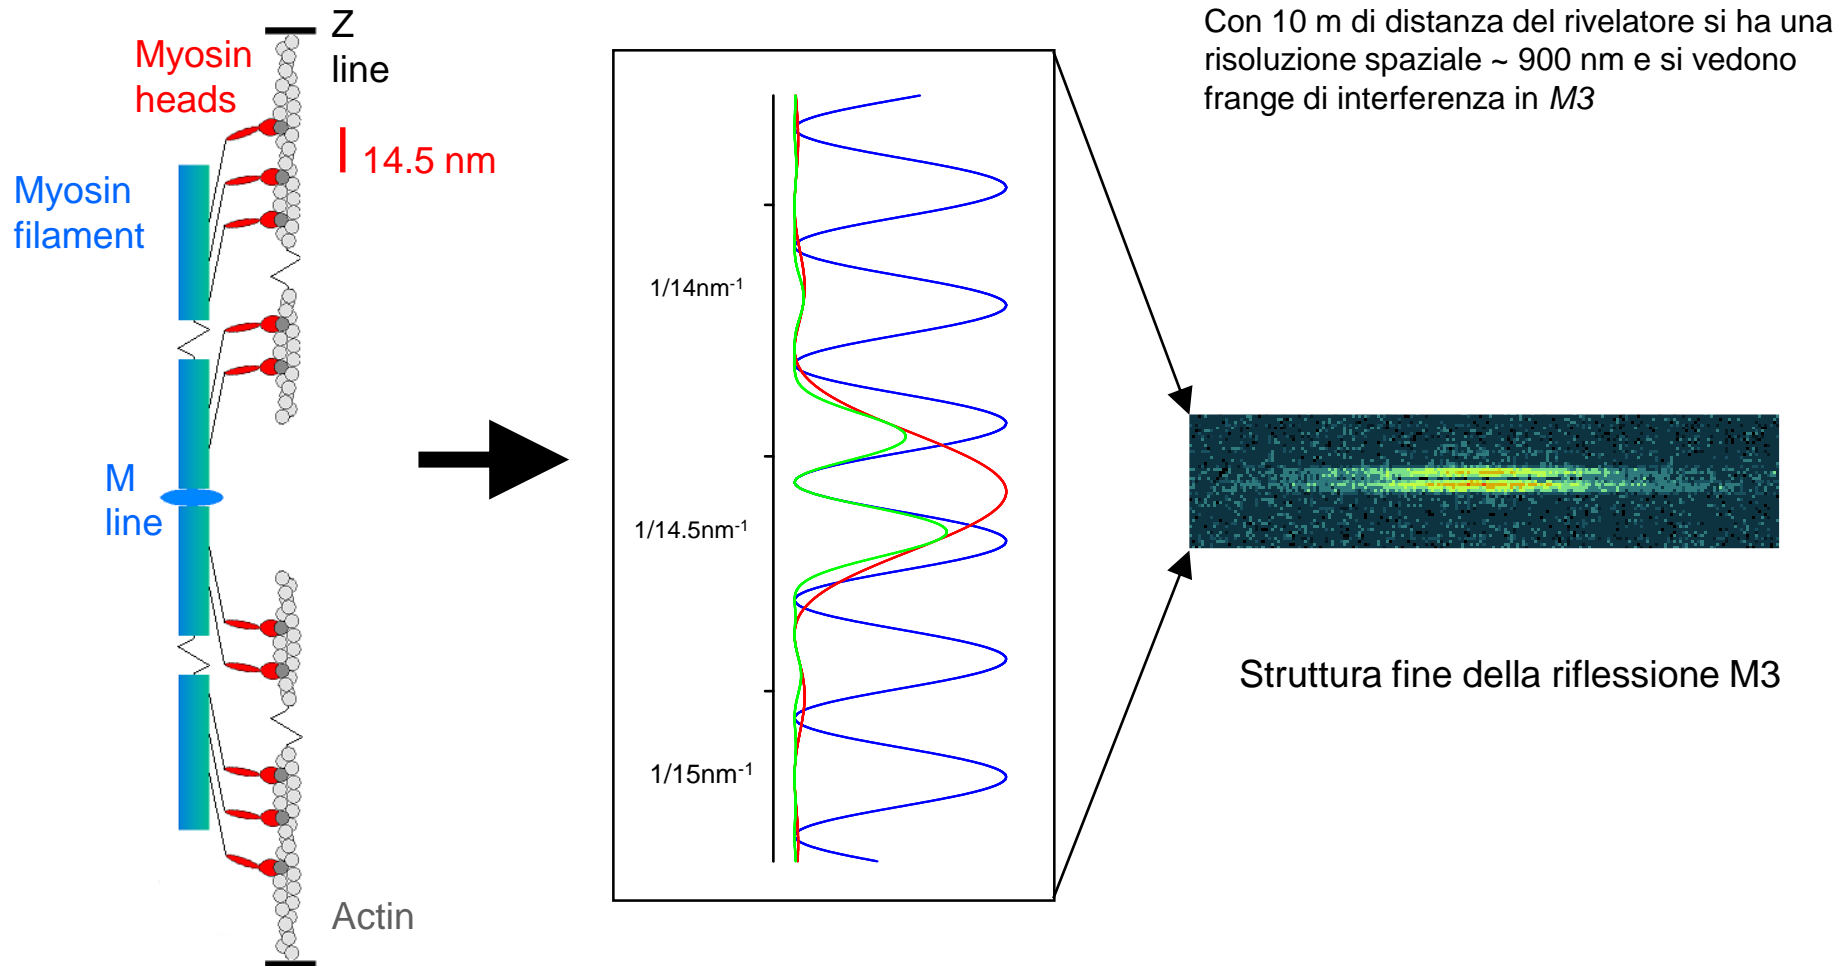 Z
line
Myosin
heads
14.5 nm
Myosin
filament
M
line
Actin
1/14nm-1
1/14.5nm-1
1/15nm-1
Con 10 m di distanza del rivelatore si ha una
risoluzione spaziale ~ 900 nm e si vedono
frange di interferenza in M3
Struttura fine della riflessione M3